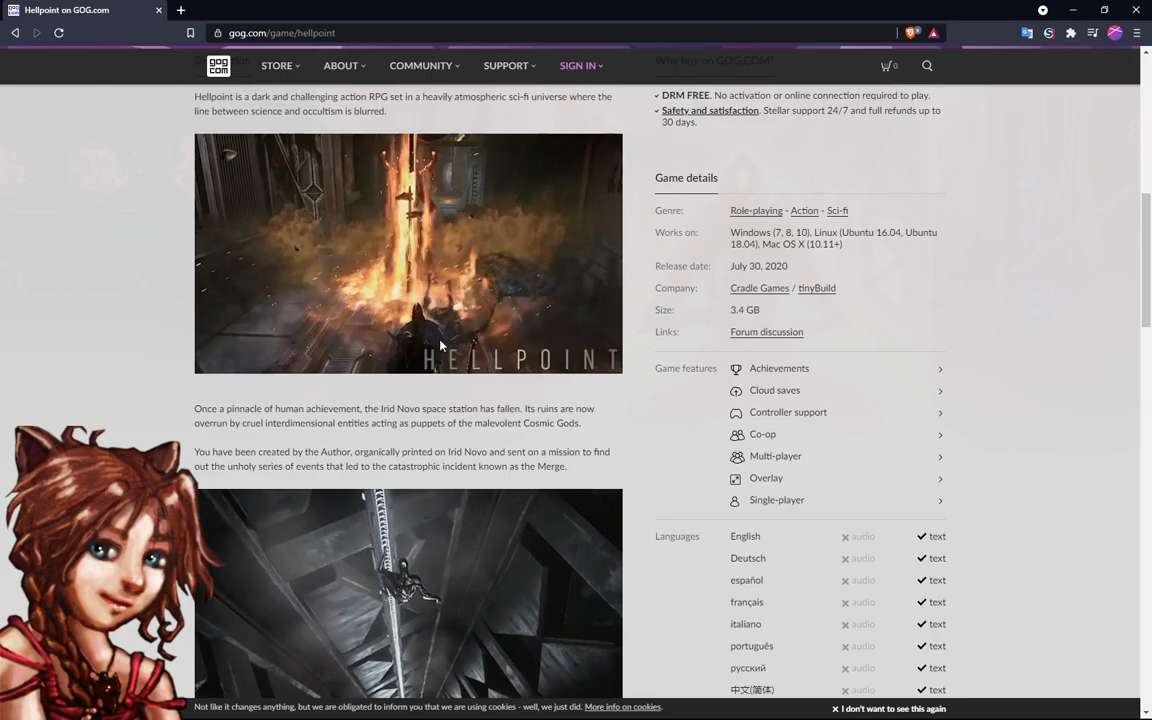 Hellpoint on GOG.com
gog.com/game/hellpoint
gog
com
STORE
ABOUT
COMMUNITY
SUPPORT
SIGN IN
0
Why buy on GOG.COM?
Hellpoint is a dark and challenging action RPG set in a heavily atmospheric sci-fi universe where the
line between science and occultism is blurred.
HELLPOINT
Once a pinnacle of human achievement, the Irid Novo space station has fallen. Its ruins are now
overrun by cruel interdimensional entities acting as puppets of the malevolent Cosmic Gods.
You have been created by the Author, organically printed on Irid Novo and sent on a mission to find
out the unholy series of events that led to the catastrophic incident known as the Merge.
DRM FREE. No activation or online connection required to play.
Safety and satisfaction. Stellar support 24/7 and full refunds up to
30 days.
Game details
Genre: Role-playing - Action - Sci-fi
Works on: Windows (7, 8, 10), Linux (Ubuntu 16.04, Ubuntu
18.04), Mac OS X (10.11+)
Release date: July 30, 2020
Company: Cradle Games / tinyBuild
Size: 3.4 GB
Links: Forum discussion
Game features Achievements
Cloud saves
Controller support
Co-op
Multi-player
Overlay
Single-player
Languages English audio text
Deutsch audio text
español audio text
français audio text
italiano audio text
português audio text
русский audio text
中文(简体) audio text
Not like it changes anything, but we are obligated to inform you that we are using cookies - well, we just did. More info on cookies.
I don't want to see this again